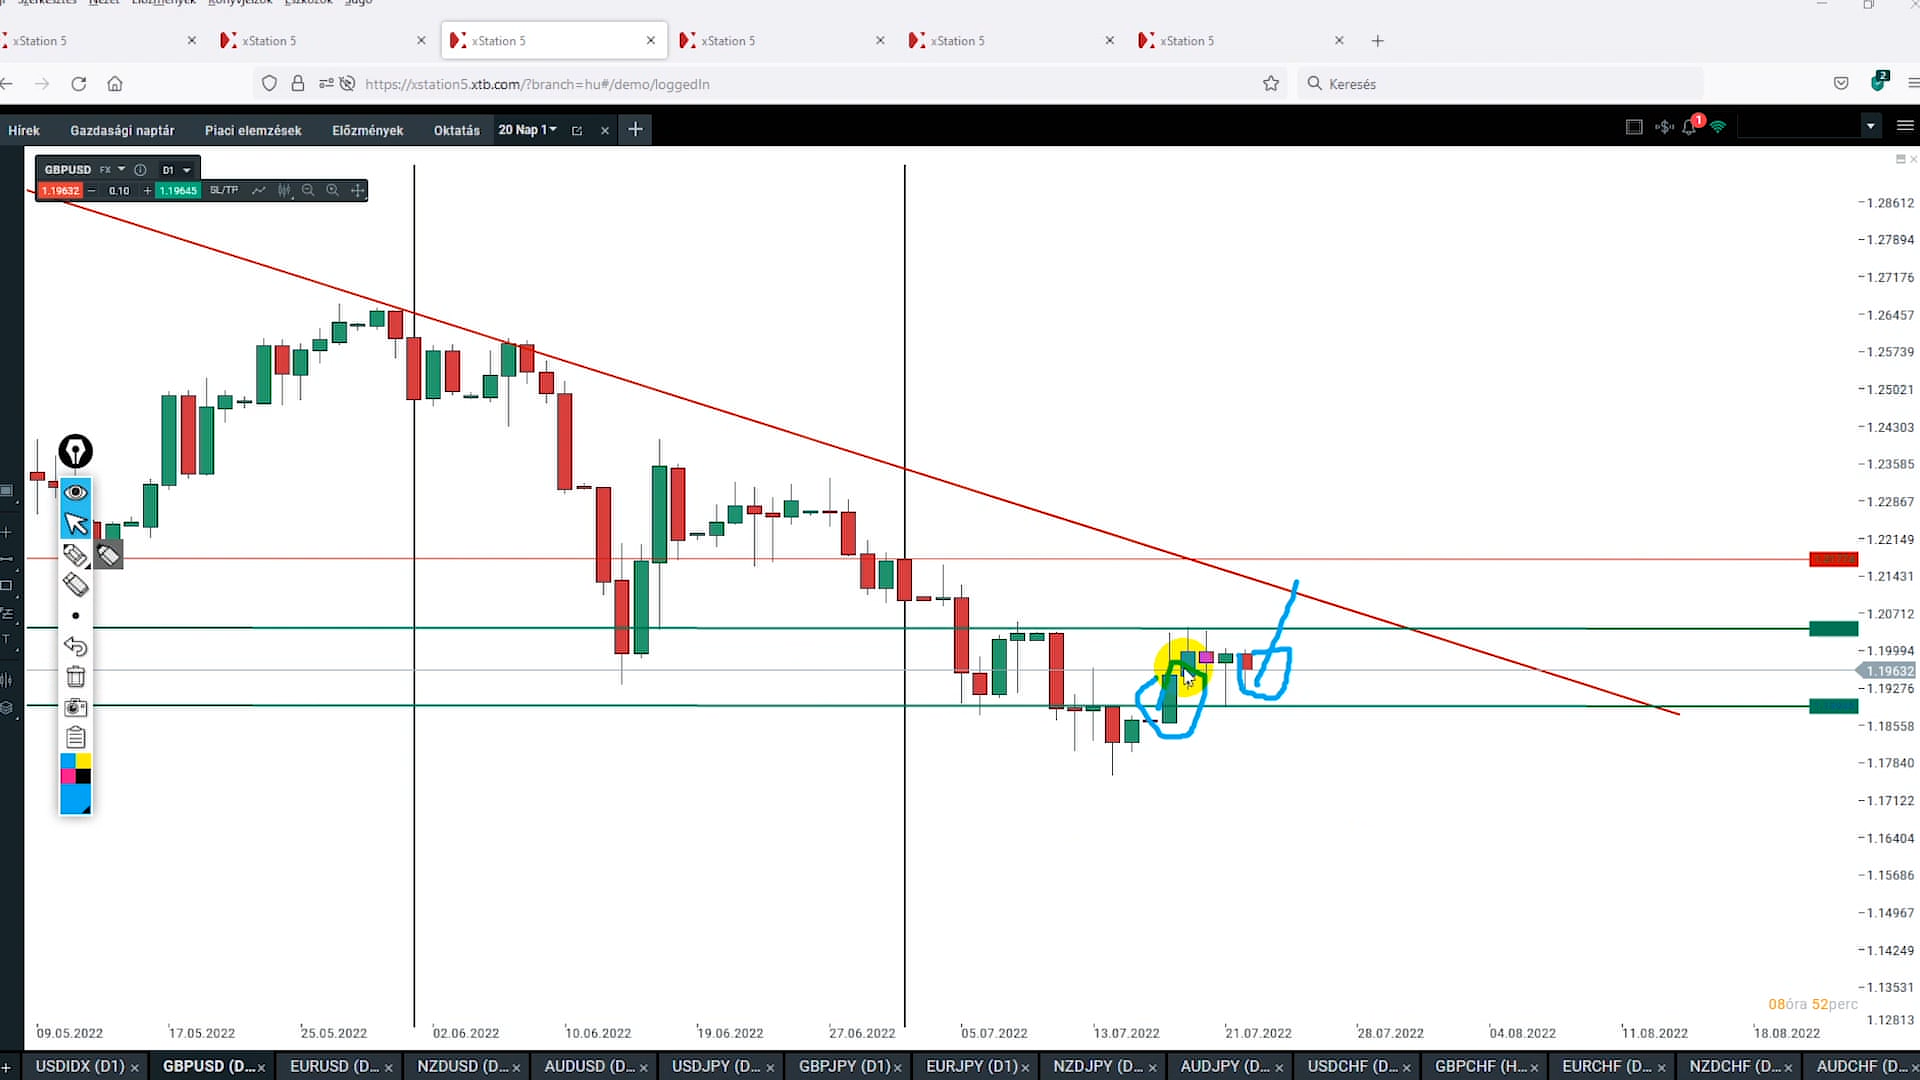 Szerkesztés Nézet Előzmények Könyvjelzők Eszközök Súgó
xStation 5
xStation 5
xStation 5
xStation 5
xStation 5
xStation 5
https://xstation5.xtb.com/?branch=hu#/demo/loggedIn
Keresés
2
Hírek Gazdasági naptár Piaci elemzések Előzmények Oktatás 20 Nap 1
1
GBPUSD FX D1
1.19632 0.10 1.19645 SL/TP
1.28612
1.27894
1.27176
1.26457
1.25739
1.25021
1.24303
1.23585
1.22867
1.22149
1.21431
1.20712
1.19994
1.19632
1.19276
1.18558
1.17840
1.17122
1.16404
1.15686
1.14967
1.14249
1.13531
1.12813
08óra 52perc
09.05.2022 17.05.2022 25.05.2022 02.06.2022 10.06.2022 19.06.2022 27.06.2022 05.07.2022 13.07.2022 21.07.2022 28.07.2022 04.08.2022 11.08.2022 18.08.2022
USDIDX (D1) GBPUSD (D... EURUSD (D... NZDUSD (D... AUDUSD (D... USDJPY (D... GBPJPY (D1) EURJPY (D1) NZDJPY (D... AUDJPY (D... USDCHF (D... GBPCHF (H... EURCHF (D... NZDCHF (D... AUDCHF (D...